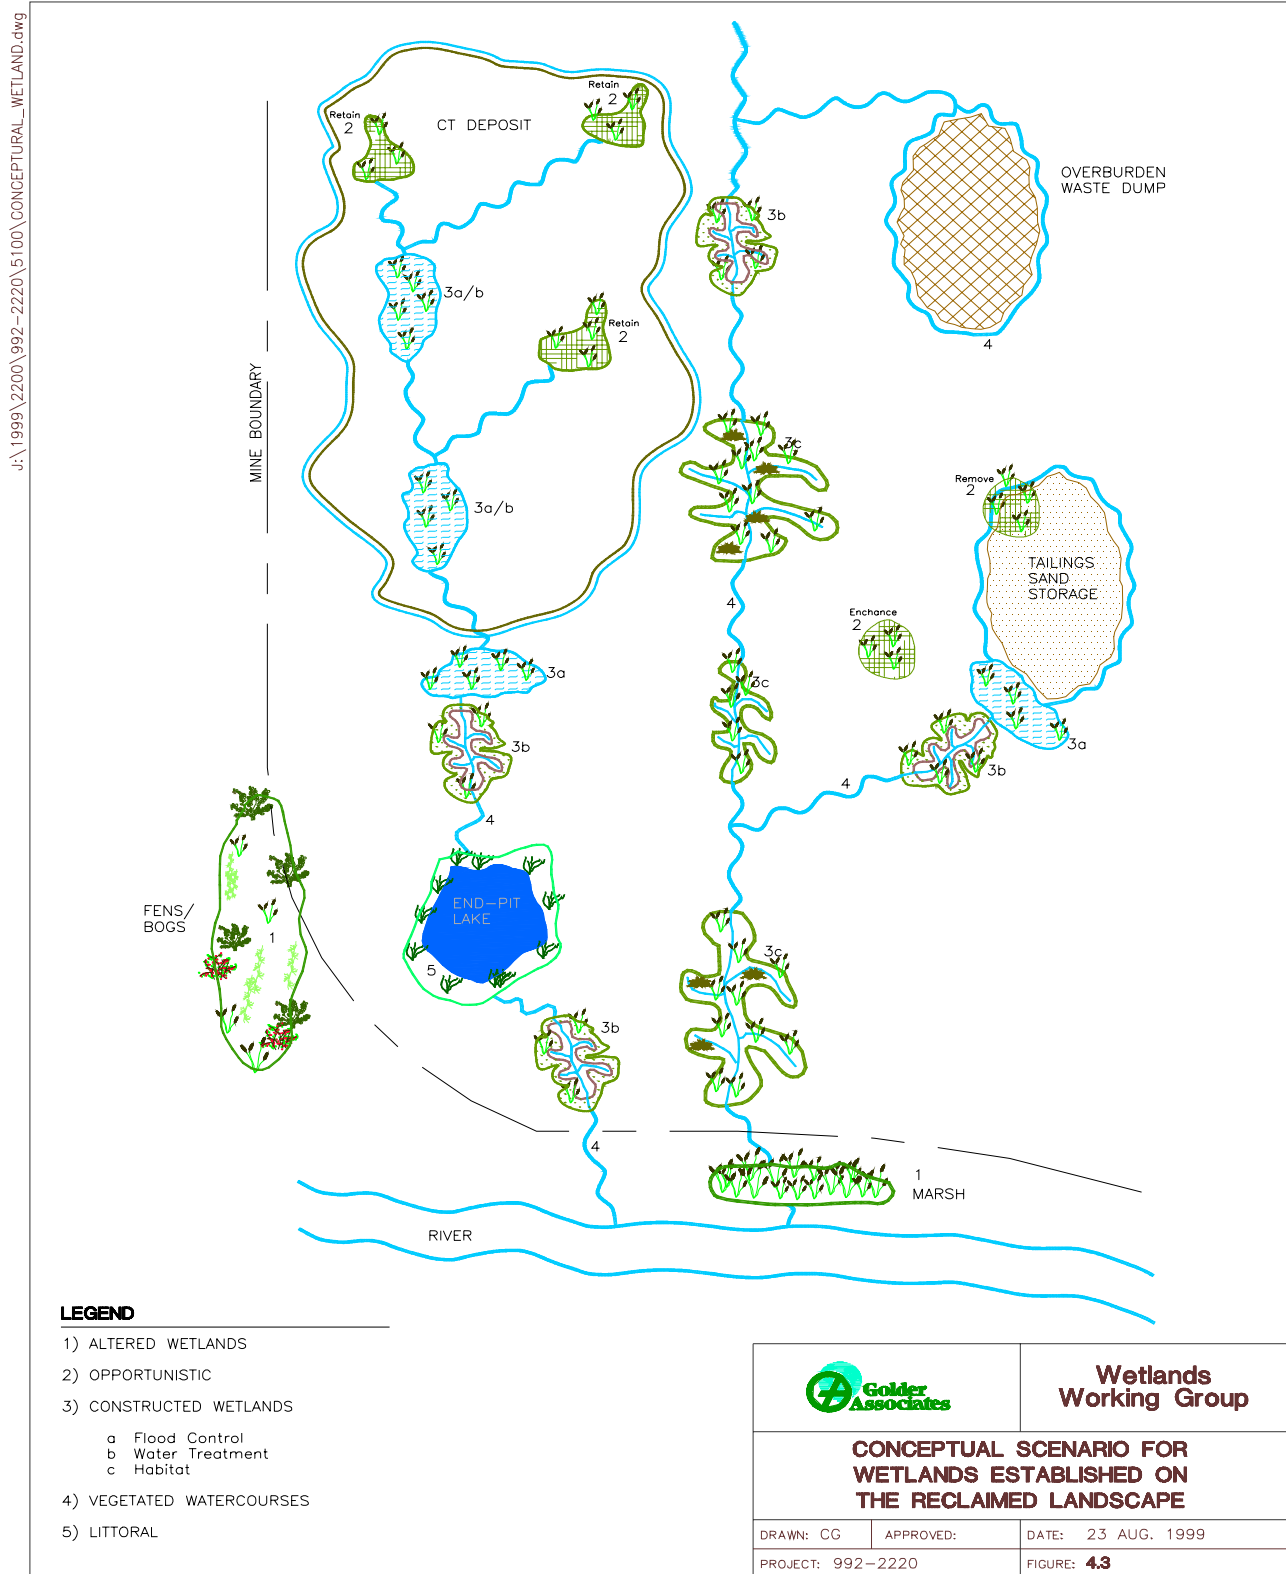 J:\1999\2200\992-2220\5100\CONCEPTURAL_WETLAND.dwg
Retain
2
Retain
2
CT DEPOSIT
OVERBURDEN
WASTE DUMP
3b
3a/b
Retain
2
4
MINE BOUNDARY
3c
3a/b
Remove
2
TAILINGS
SAND
STORAGE
4
Enchance
2
3a
3c
3b
3a
3b
4
4
END-PIT
LAKE
FENS/
BOGS
1
5
3c
3b
4
1
MARSH
RIVER
LEGEND
1) ALTERED WETLANDS
2) OPPORTUNISTIC
3) CONSTRUCTED WETLANDS
a Flood Control
b Water Treatment
c Habitat
4) VEGETATED WATERCOURSES
5) LITTORAL
Golder
Associates
Wetlands
Working Group
CONCEPTUAL SCENARIO FOR
WETLANDS ESTABLISHED ON
THE RECLAIMED LANDSCAPE
DRAWN: CG
APPROVED:
DATE: 23 AUG. 1999
PROJECT: 992-2220
FIGURE: 4.3